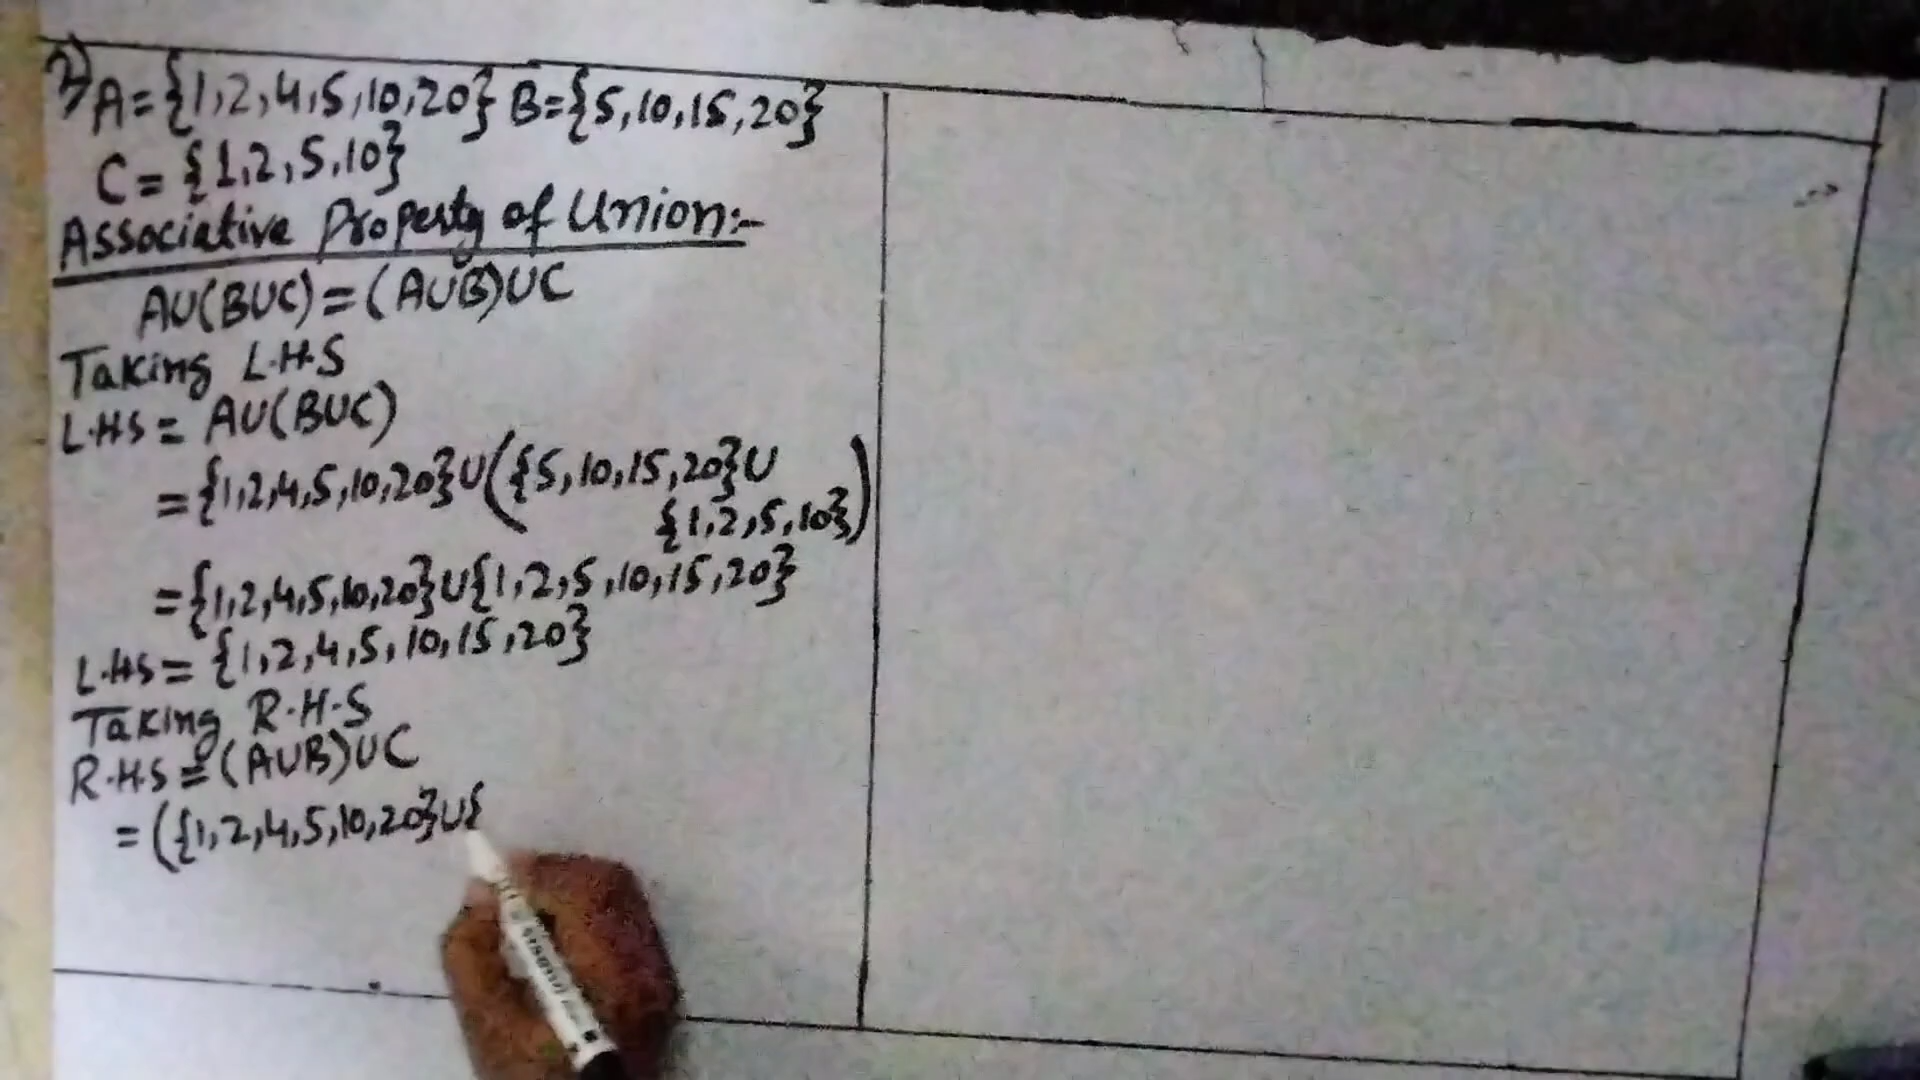 2) A={1,2,4,5,10,20} B={5,10,15,20}
C={1,2,5,10}
Associative Property of Union:-
AU(BUC)=(AUB)UC
Taking L.H.S
L.H.S= AU(BUC)
={1,2,4,5,10,20}U({5,10,15,20}U
{1,2,5,10})
={1,2,4,5,10,20}U{1,2,5,10,15,20}
L.H.S= {1,2,4,5,10,15,20}
Taking R.H.S
R.H.S=(AUB)UC
=({1,2,4,5,10,20}U{